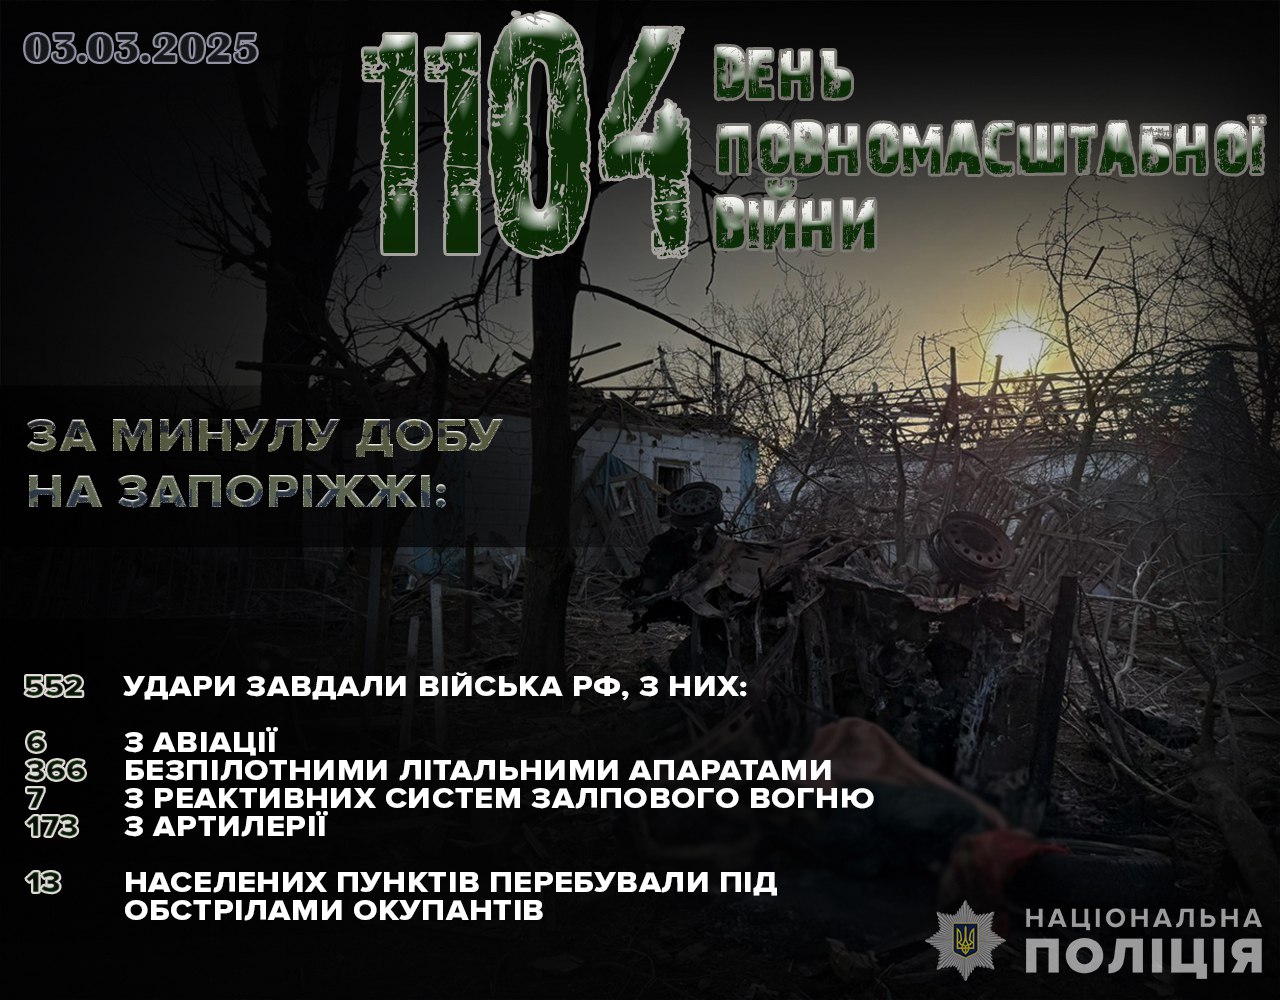 03.03.2025
1104
ДЕНЬ
ПОВНОМАСШТАБНОЇ
ВІЙНИ
ЗА МИНУЛУ ДОБУ
НА ЗАПОРІЖЖІ:
552 УДАРИ ЗАВДАЛИ ВІЙСЬКА РФ, З НИХ:
6 З АВІАЦІЇ
366 БЕЗПІЛОТНИМИ ЛІТАЛЬНИМИ АПАРАТАМИ
7 З РЕАКТИВНИХ СИСТЕМ ЗАЛПОВОГО ВОГНЮ
173 З АРТИЛЕРІЇ
13 НАСЕЛЕНИХ ПУНКТІВ ПЕРЕБУВАЛИ ПІД
ОБСТРІЛАМИ ОКУПАНТІВ
НАЦІОНАЛЬНА
ПОЛІЦІЯ